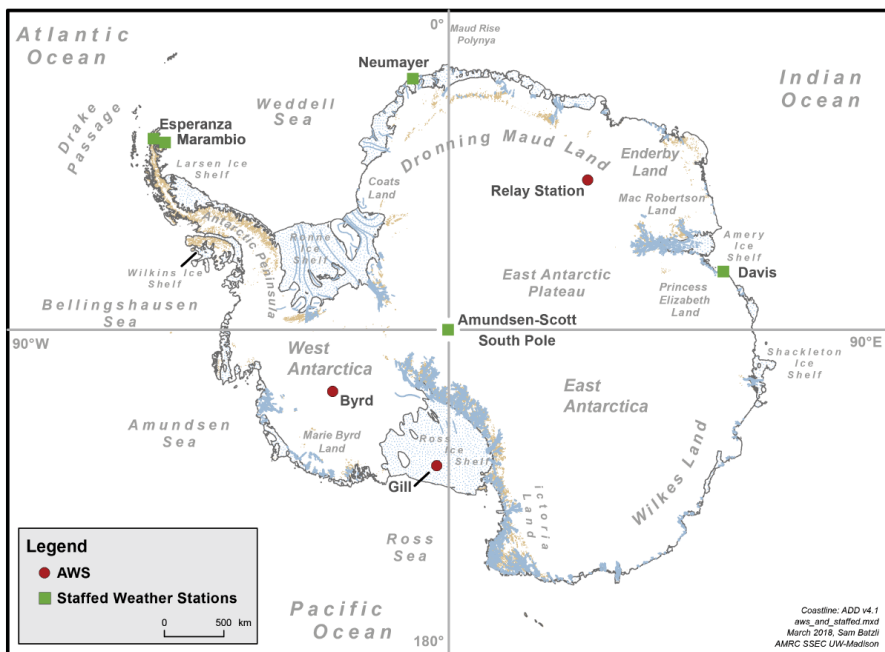 Atlantic
Ocean
0°
Maud Rise
Polynya
Neumayer
Indian
Ocean
Weddell
Sea
Drake
Passage
Esperanza
Marambio
Larsen Ice
Shelf
Dronning Maud Land
Enderby
Land
Coats
Land
Relay Station
Mac Robertson
Land
Antarctic
Peninsula
Ronne
Ice
Shelf
Amery
Ice
Shelf
Wilkins Ice
Shelf
East Antarctic
Plateau
Davis
Princess
Elizabeth
Land
Bellingshausen
Sea
Amundsen-Scott
South Pole
90°W
90°E
West
Antarctica
Shackleton
Ice
Shelf
East
Antarctica
Byrd
Amundsen
Sea
Marie Byrd
Land
Ross
Ice
Shelf
Gill
Wilkes Land
ictoria
Land
Ross
Sea
Legend
AWS
Staffed Weather Stations
0 500 km
Pacific
Ocean
180°
Coastline: ADD v4.1
aws_and_staffed.mxd
March 2018, Sam Batzli
AMRC SSEC UW-Madison